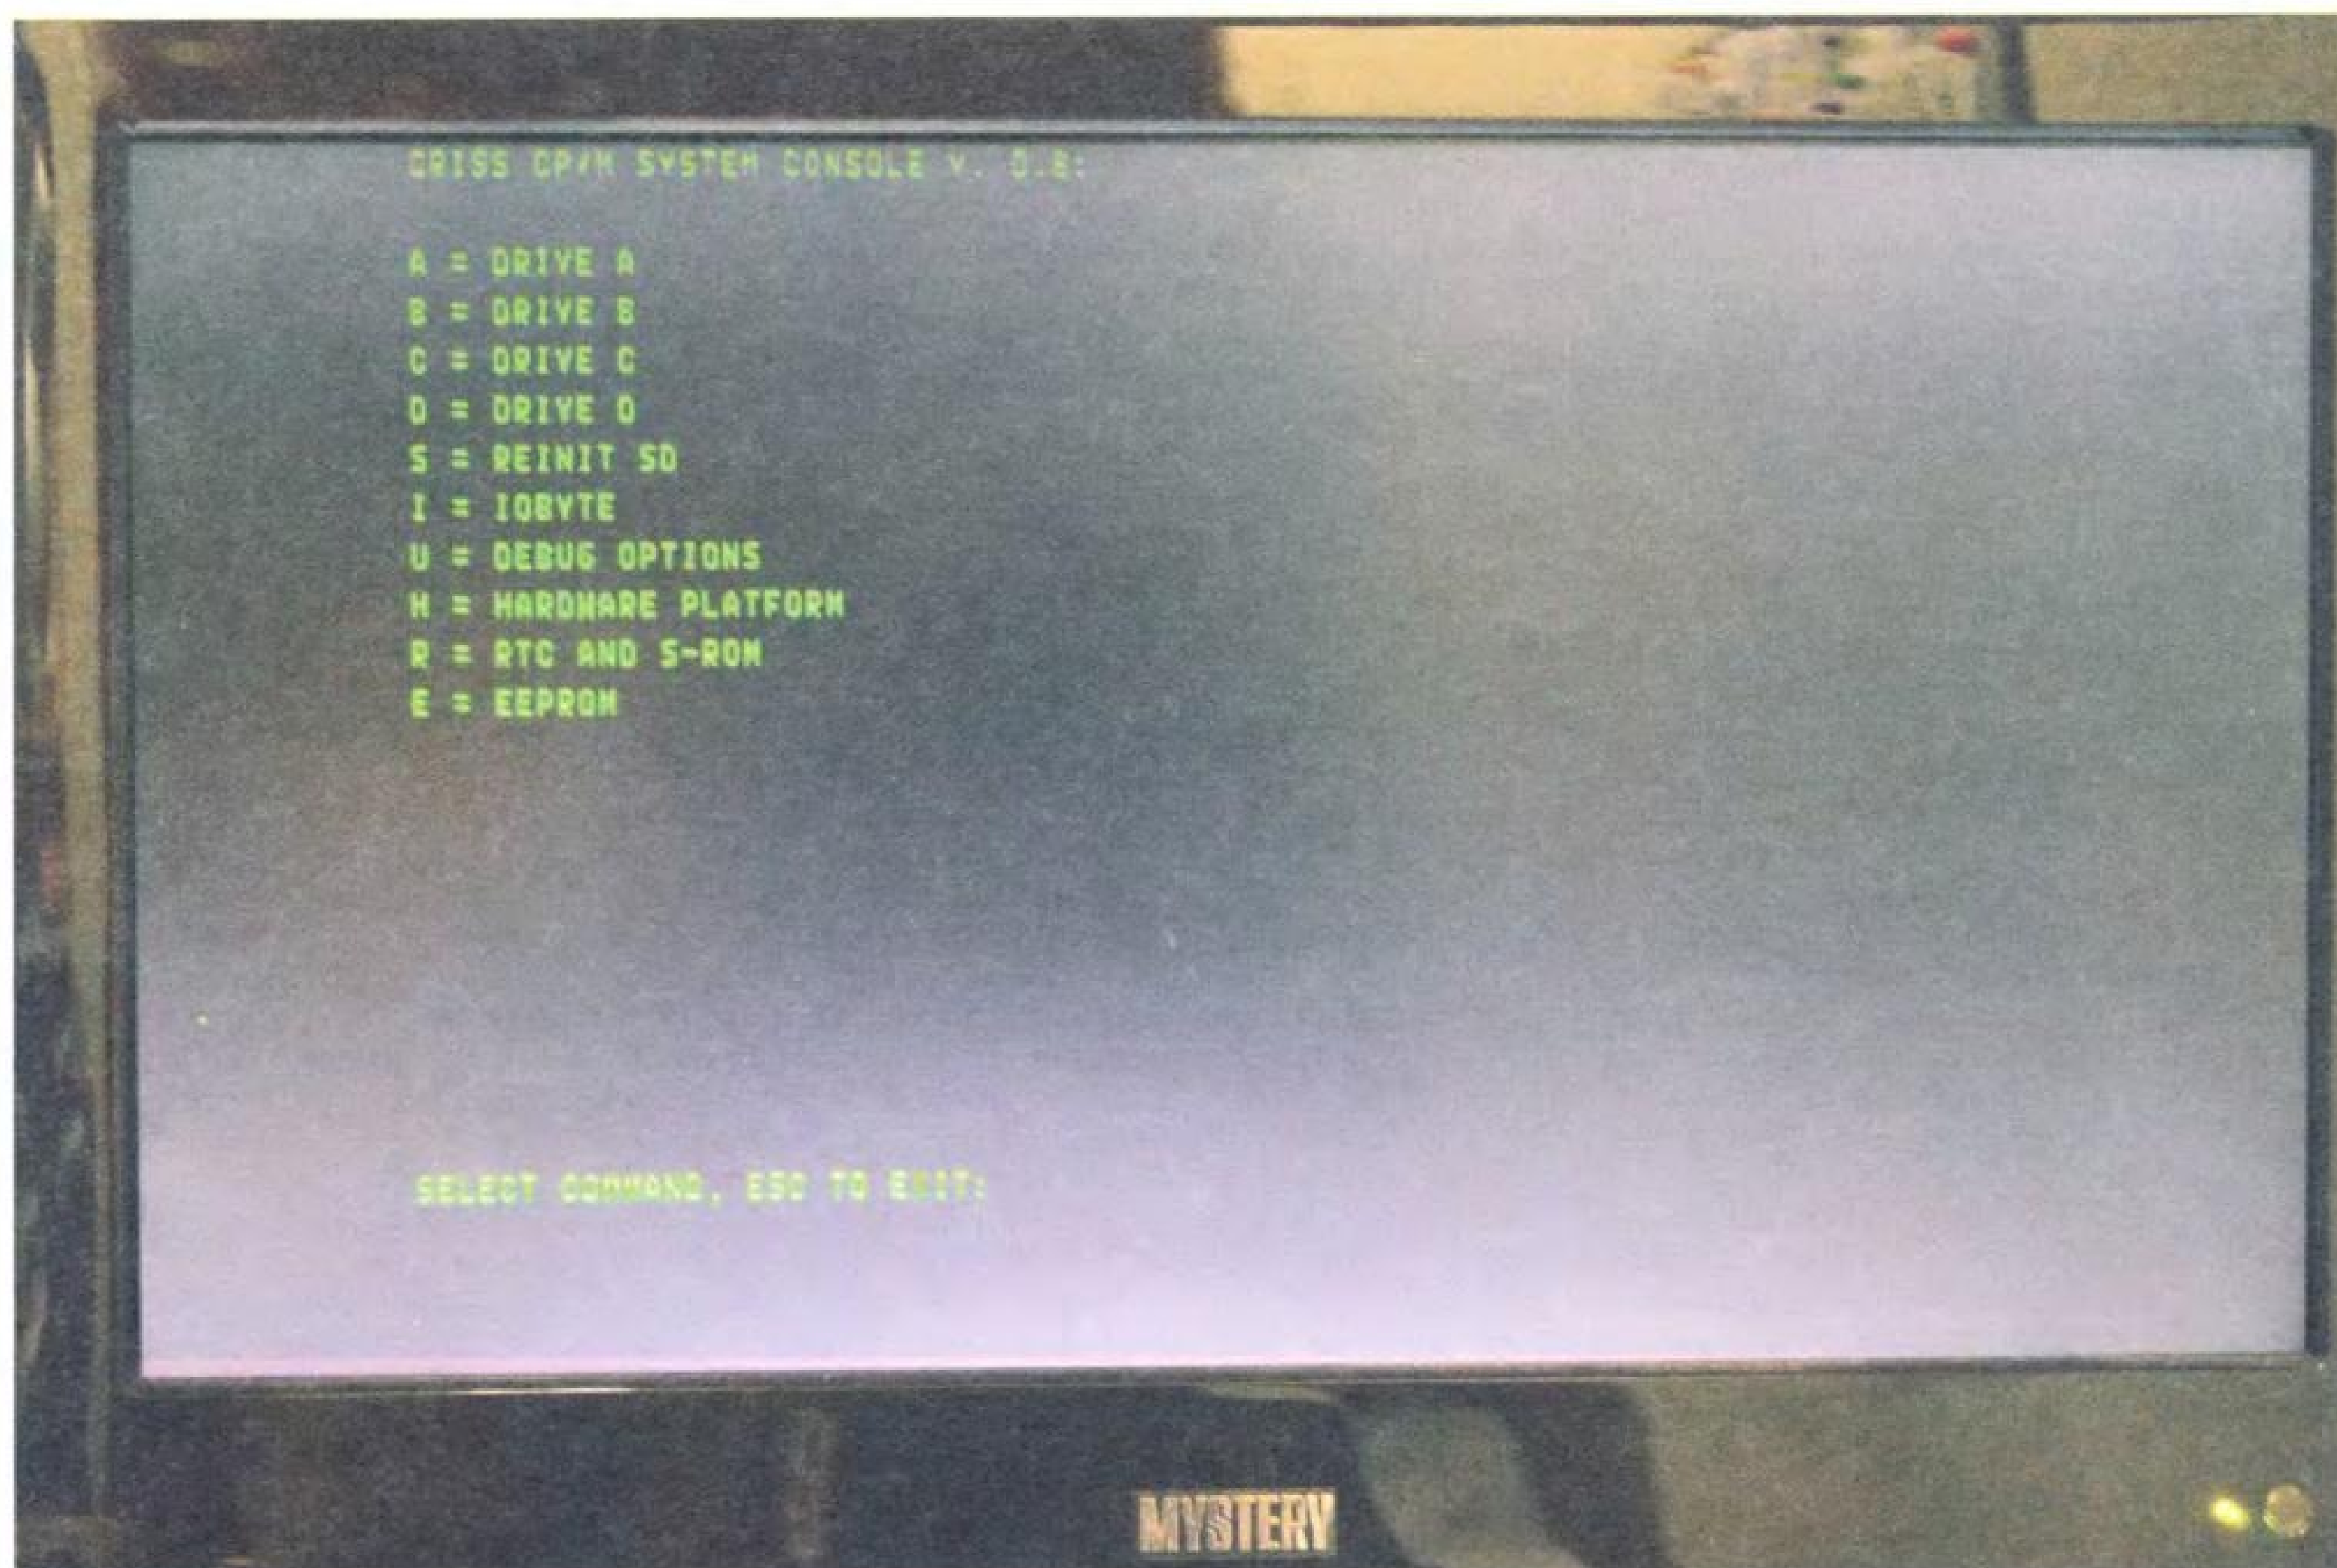 CRISS CP/M SYSTEM CONSOLE V. 0.8:
A = DRIVE A
B = DRIVE B
C = DRIVE C
D = DRIVE D
S = REINIT SD
I = IOBYTE
U = DEBUG OPTIONS
H = HARDWARE PLATFORM
R = RTC AND S-ROM
E = EEPROM
SELECT COMMAND, ESC TO EXIT:
MYSTERY